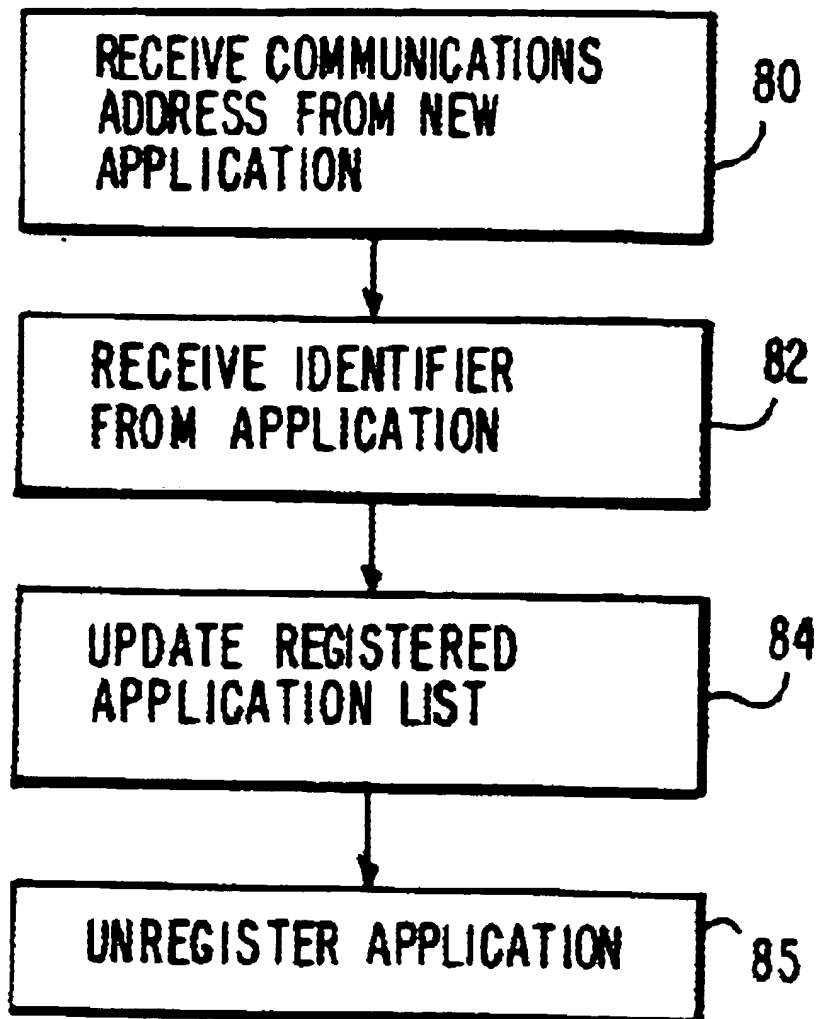 RECEIVE COMMUNICATIONS
ADDRESS FROM NEW
APPLICATION
80
RECEIVE IDENTIFIER
FROM APPLICATION
82
UPDATE REGISTERED
APPLICATION LIST
84
UNREGISTER APPLICATION
85